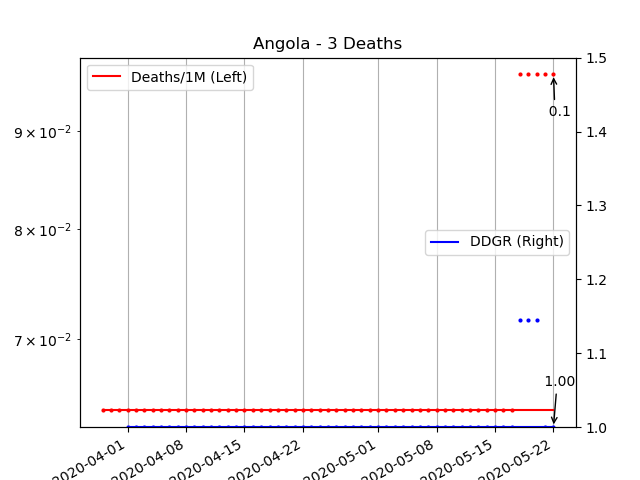 Angola - 3 Deaths
Deaths/1M (Left)
DDGR (Right)
0.1
1.00
9 × 10⁻²
8 × 10⁻²
7 × 10⁻²
1.5
1.4
1.3
1.2
1.1
1.0
2020-04-01
2020-04-08
2020-04-15
2020-04-22
2020-05-01
2020-05-08
2020-05-15
2020-05-22